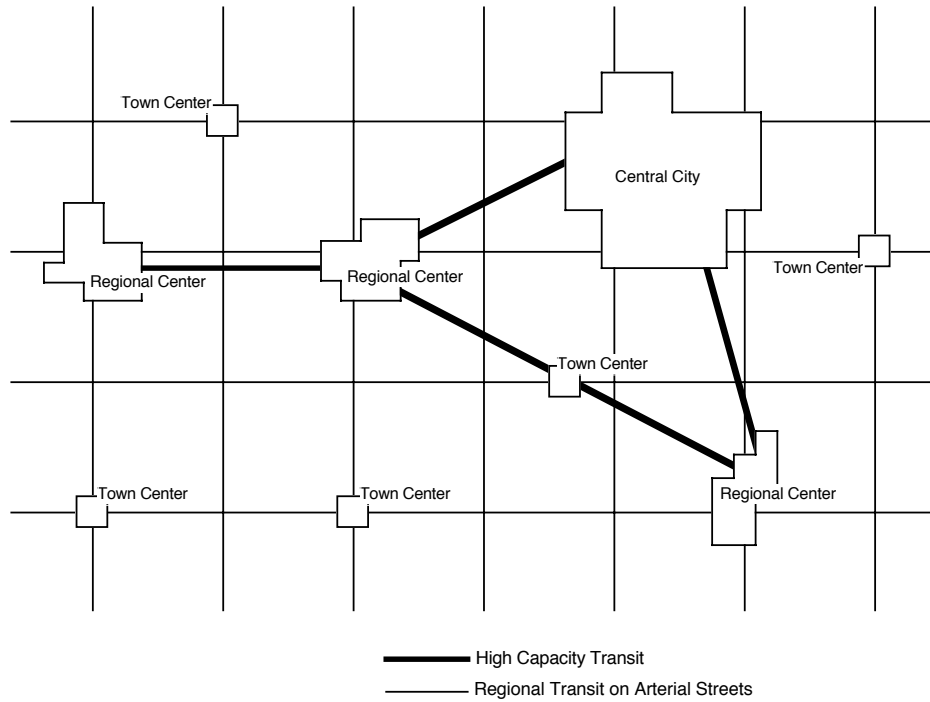 Town Center
Central City
Town Center
Regional Center
Regional Center
Town Center
Town Center
Town Center
Regional Center
High Capacity Transit
Regional Transit on Arterial Streets